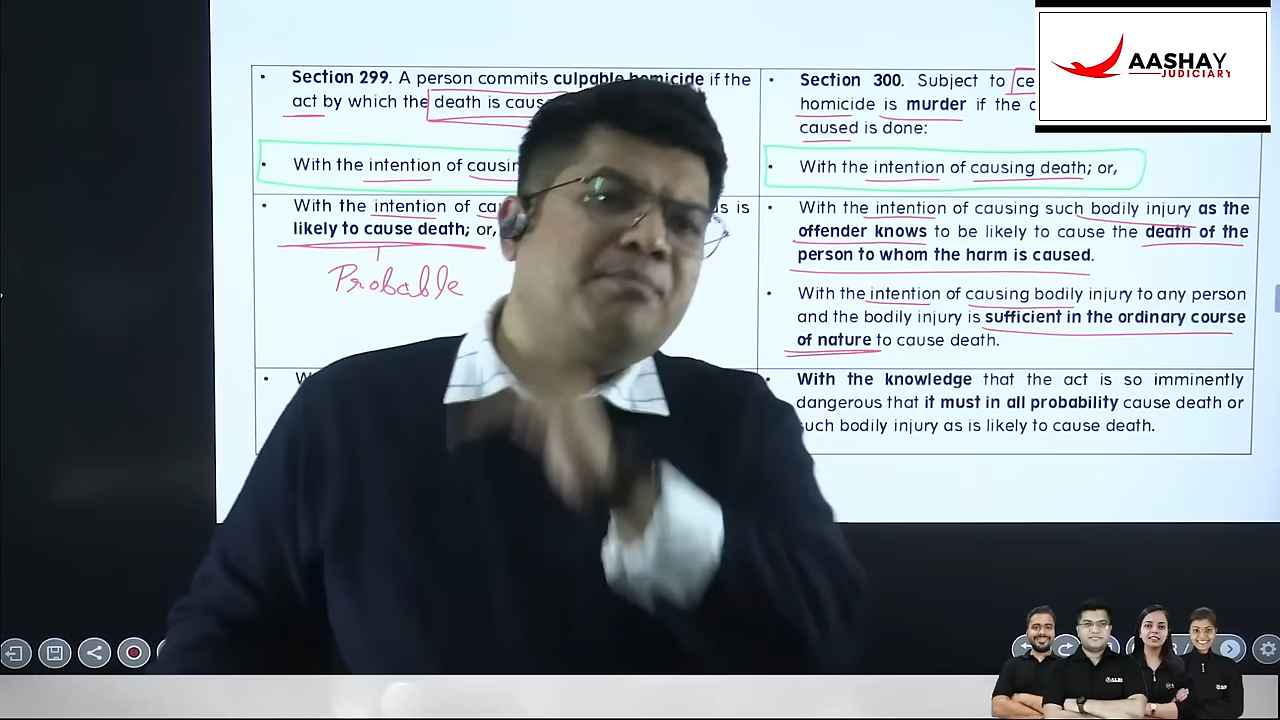 AASHAY
JUDICIARY
• Section 299. A person commits culpable homicide if the
act by which the death is caus
• With the intention of causin
• With the intention of ca s is
likely to cause death; or,
Probable
• W
• Section 300. Subject to ce
homicide is murder if the
caused is done:
• With the intention of causing death; or,
• With the intention of causing such bodily injury as the
offender knows to be likely to cause the death of the
person to whom the harm is caused.
• With the intention of causing bodily injury to any person
and the bodily injury is sufficient in the ordinary course
of nature to cause death.
• With the knowledge that the act is so imminently
dangerous that it must in all probability cause death or
such bodily injury as is likely to cause death.